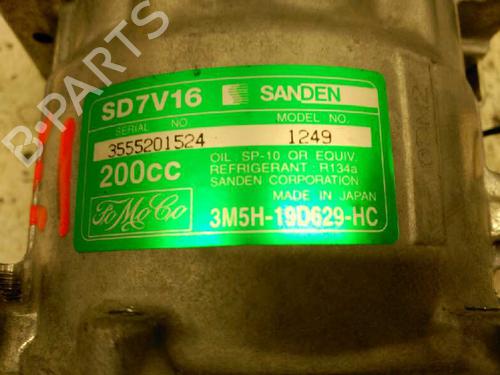 B-PARTS
SD7V16 SANDEN
SERIAL NO MODEL NO.
3555201524 1249
200cc OIL SP-10 OR EQUIV.
REFRIGERANT R134a
SANDEN CORPORATION
MADE IN JAPAN
FoMoCo 3M5H-19D629-HC